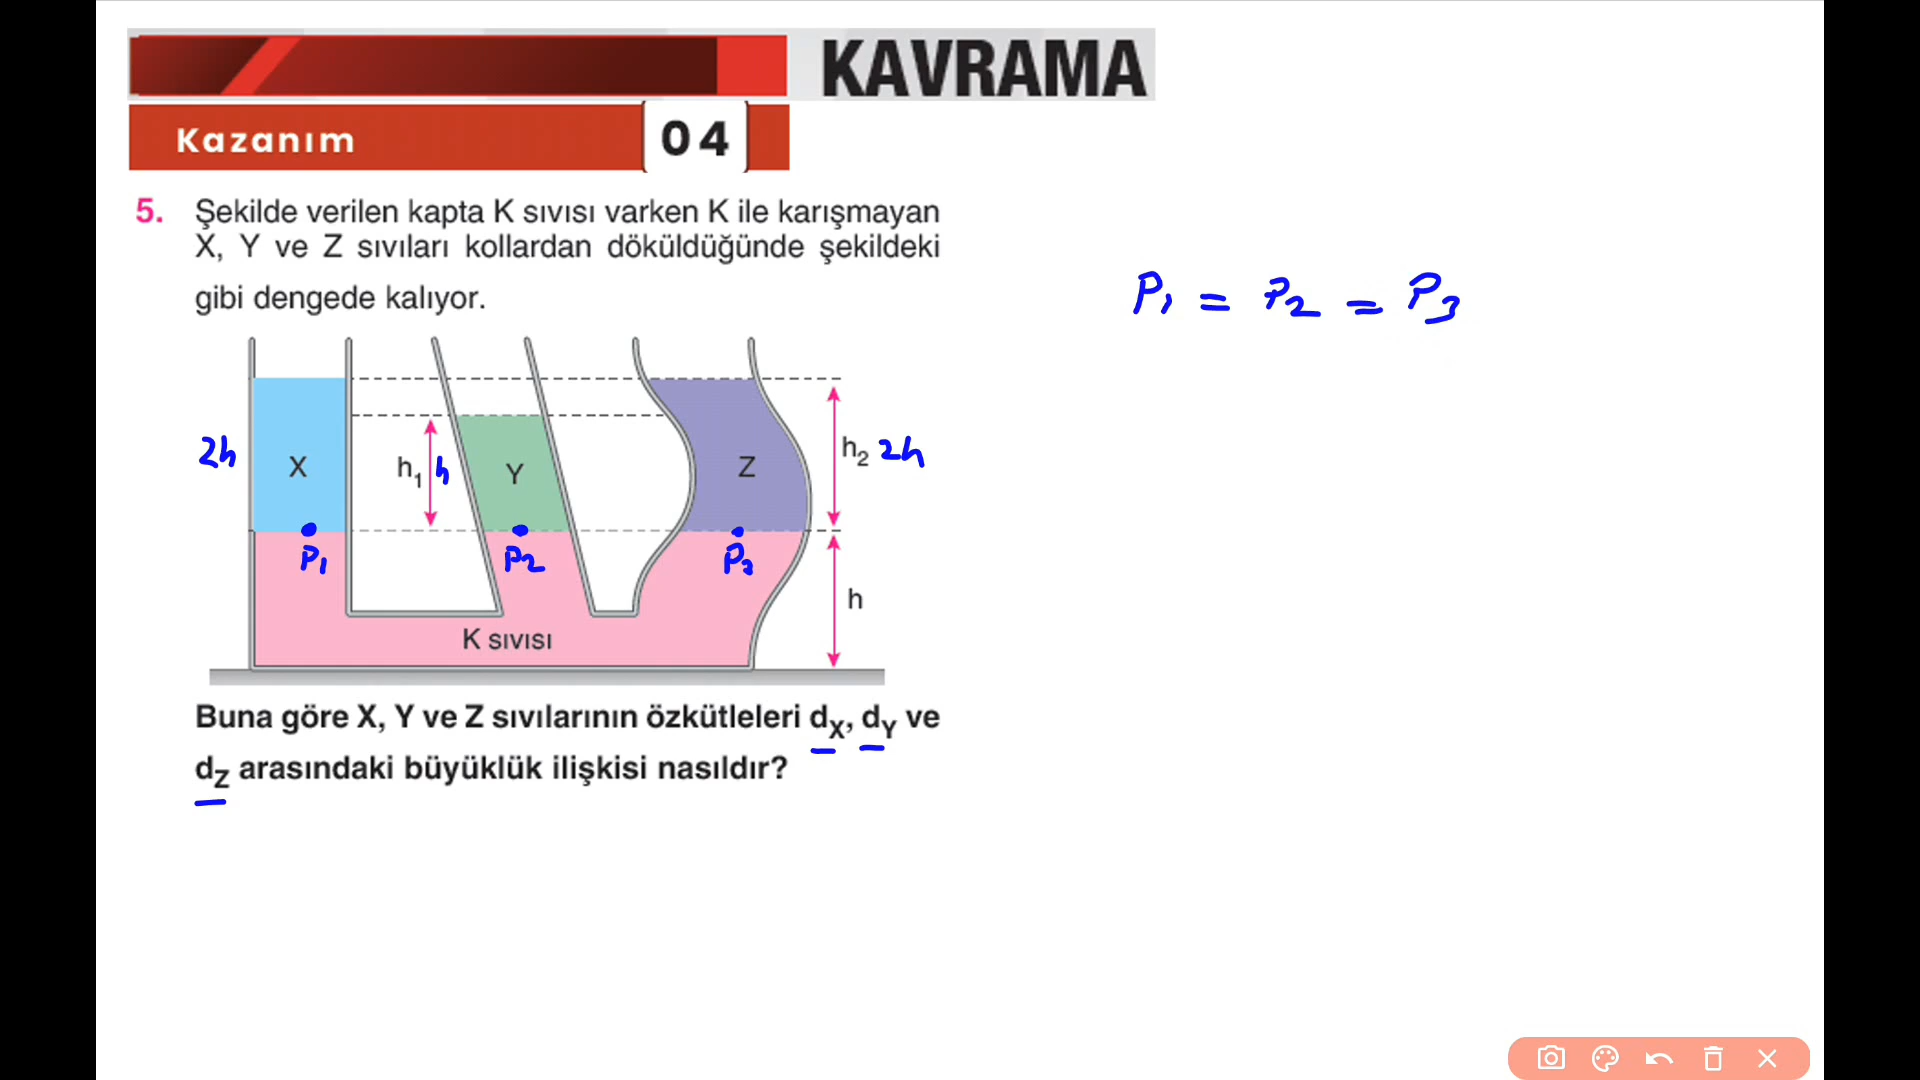 KAVRAMA
Kazanım 04
5. Şekilde verilen kapta K sıvısı varken K ile karışmayan
X, Y ve Z sıvıları kollardan döküldüğünde şekildeki
gibi dengede kalıyor.
P₁ = P₂ = P₃
2h X h₁ h Y Z h₂ 2h
P₁ P₂ P₃
K sıvısı h
Buna göre X, Y ve Z sıvılarının özkütleleri dX, dY ve
dZ arasındaki büyüklük ilişkisi nasıldır?